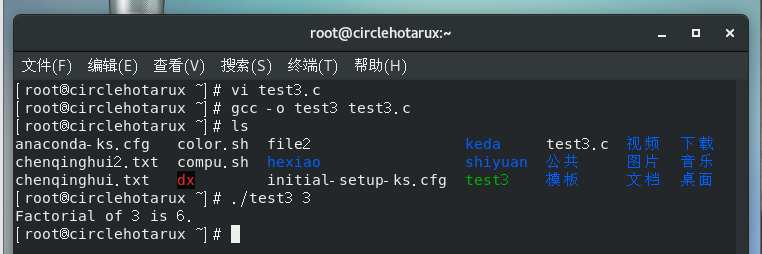 root@circlehotarux:~
文件(F) 编辑(E) 查看(V) 搜索(S) 终端(T) 帮助(H)
[root@circlehotarux ~]# vi test3.c
[root@circlehotarux ~]# gcc -o test3 test3.c
[root@circlehotarux ~]# ls
anaconda-ks.cfg color.sh file2 keda test3.c 视频 下载
chenqinghui2.txt compu.sh hexiao shiyuan 公共 图片 音乐
chenqinghui.txt dx initial-setup-ks.cfg test3 模板 文档 桌面
[root@circlehotarux ~]# ./test3 3
Factorial of 3 is 6.
[root@circlehotarux ~]#